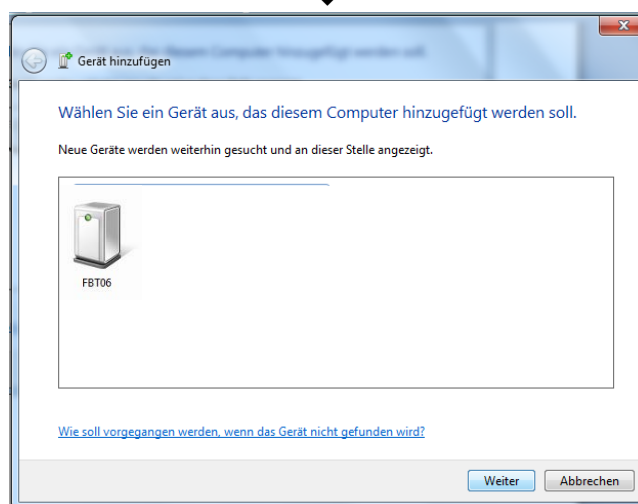 Gerät hinzufügen
Wählen Sie ein Gerät aus, das diesem Computer hinzugefügt werden soll.
Neue Geräte werden weiterhin gesucht und an dieser Stelle angezeigt.
FBT06
Wie soll vorgegangen werden, wenn das Gerät nicht gefunden wird?
Weiter
Abbrechen